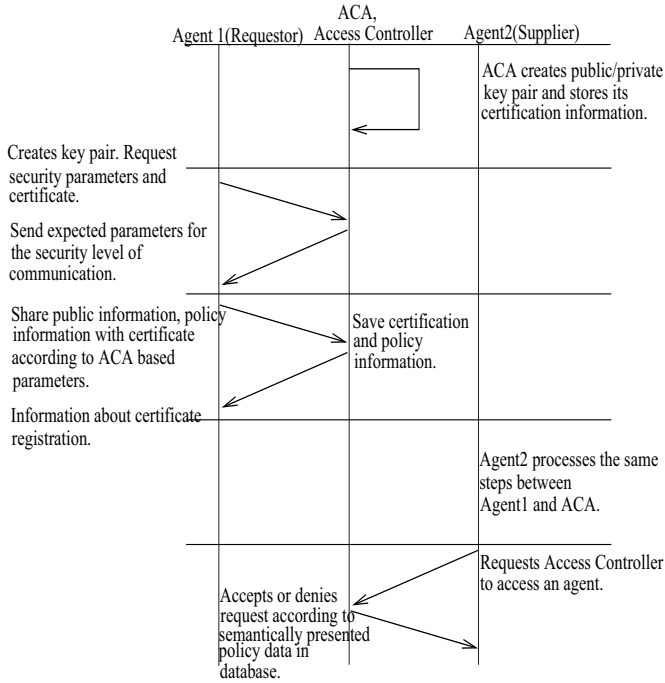 ACA,
Agent 1(Requestor)
Access Controller
Agent2(Supplier)
ACA creates public/private
key pair and stores its
certification information.
Creates key pair. Request
security parameters and
certificate.
Send expected parameters for
the security level of
communication.
Share public information, policy
information with certificate
according to ACA based
parameters.
Save certification
and policy
information.
Information about certificate
registration.
Agent2 processes the same
steps between
Agent1 and ACA.
Requests Access Controller
to access an agent.
Accepts or denies
request according to
semantically presented
policy data in
database.